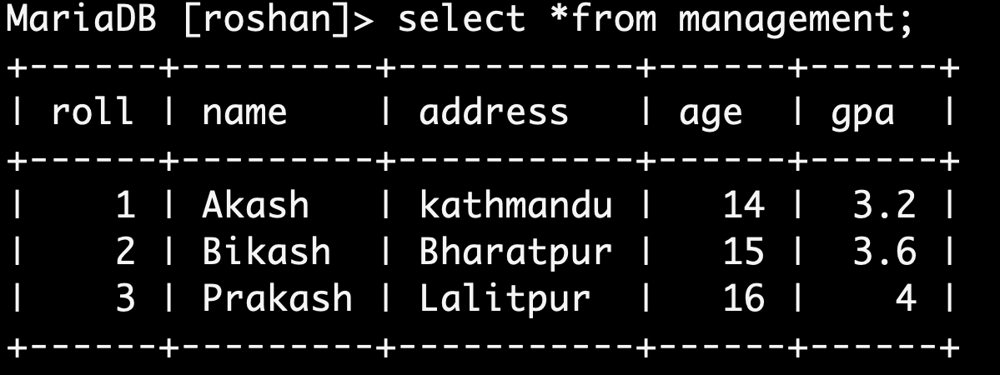 MariaDB [roshan]> select *from management;
+------+---------+-----------+------+------+
| roll | name    | address   | age  | gpa  |
+------+---------+-----------+------+------+
|    1 | Akash   | kathmandu |   14 |  3.2 |
|    2 | Bikash  | Bharatpur |   15 |  3.6 |
|    3 | Prakash | Lalitpur  |   16 |    4 |
+------+---------+-----------+------+------+